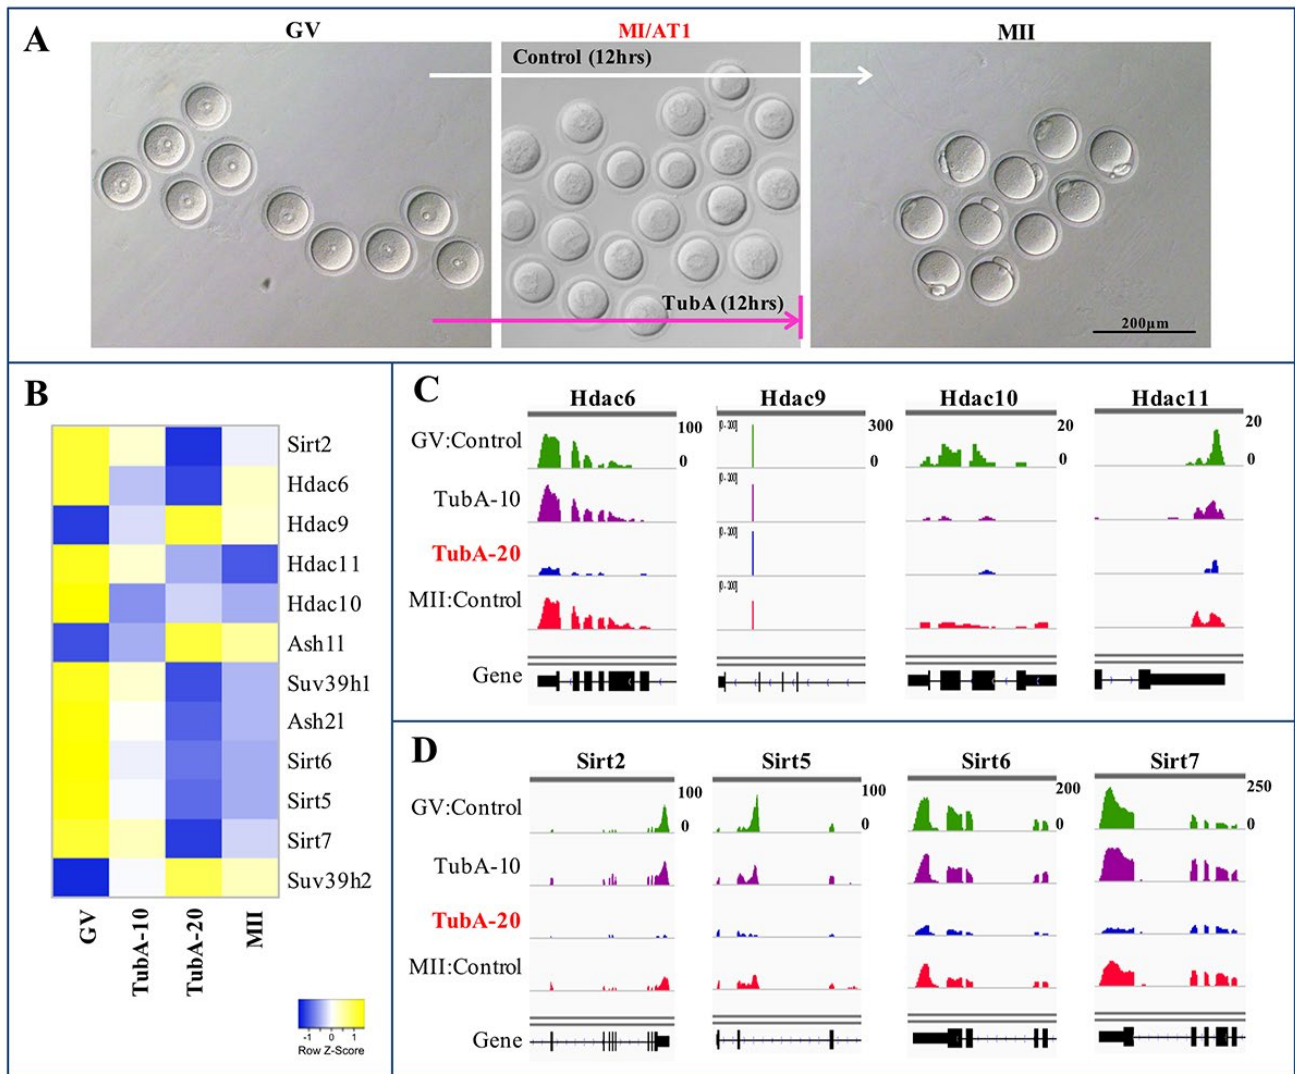 A
GV
MI/AT1
MII
Control (12hrs)
TubA (12hrs)
200µm
B
Sirt2
Hdac6
Hdac9
Hdac11
Hdac10
Ash1l
Suv39h1
Ash2l
Sirt6
Sirt5
Sirt7
Suv39h2
GV
TubA-10
TubA-20
MII
-1 0 1
Row Z-Score
C
Hdac6 Hdac9 Hdac10 Hdac11
GV:Control
100
0
300
0
20
0
20
0
TubA-10
TubA-20
MII:Control
Gene
D
Sirt2 Sirt5 Sirt6 Sirt7
GV:Control
100
0
100
0
200
0
250
0
TubA-10
TubA-20
MII:Control
Gene